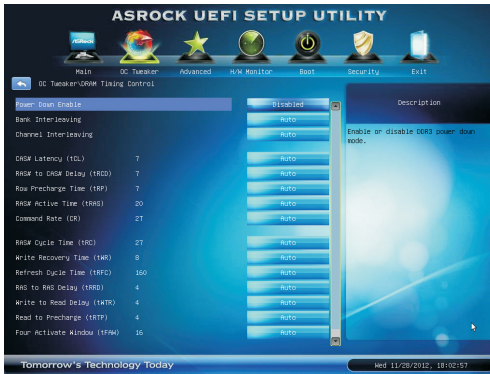 ASROCK UEFI SETUP UTILITY
ASRock
Main OC Tweaker Advanced H/W Monitor Boot Security Exit
OC Tweaker\DRAM Timing Control
Description
Power Down Enable Disabled
Bank Interleaving Auto
Channel Interleaving Auto
Enable or disable DDR3 power down
mode.
CAS# Latency (tCL) 7 Auto
RAS# to CAS# Delay (tRCD) 7 Auto
Row Precharge Time (tRP) 7 Auto
RAS# Active Time (tRAS) 20 Auto
Command Rate (CR) 2T Auto
RAS# Cycle Time (tRC) 27 Auto
Write Recovery Time (tWR) 8 Auto
Refresh Cycle Time (tRFC) 160 Auto
RAS to RAS Delay (tRRD) 4 Auto
Write to Read Delay (tWTR) 4 Auto
Read to Precharge (tRTP) 4 Auto
Four Activate Window (tFAW) 16 Auto
Tomorrow's Technology Today
Wed 11/28/2012, 18:02:57